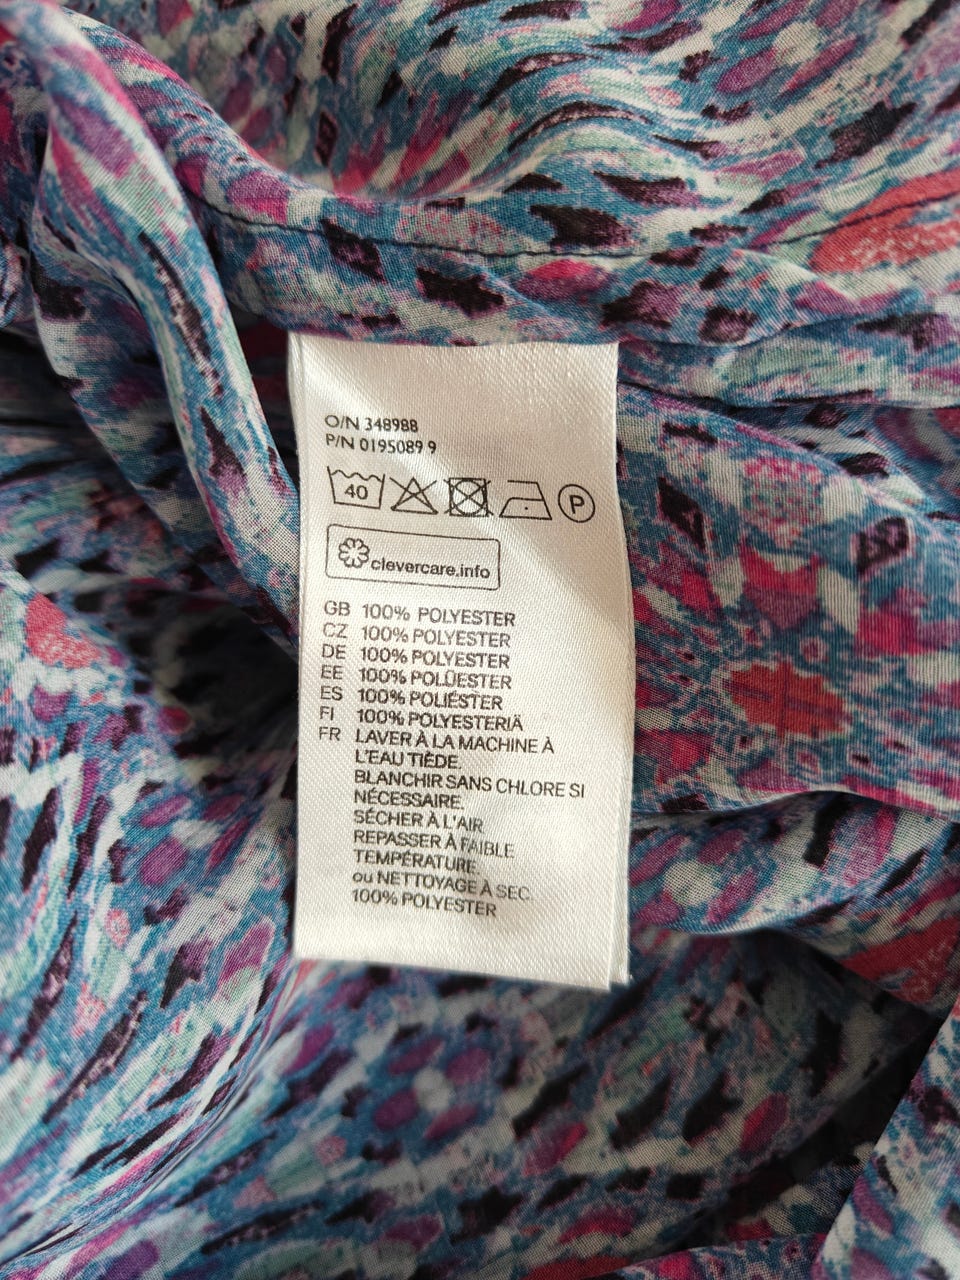 O/N 348988
P/N 0195089 9
40 P
clevercare.info
GB 100% POLYESTER
CZ 100% POLYESTER
DE 100% POLYESTER
EE 100% POLÜESTER
ES 100% POLIÉSTER
FI 100% POLYESTERIÄ
FR LAVER À LA MACHINE À
L'EAU TIÈDE.
BLANCHIR SANS CHLORE SI
NÉCESSAIRE.
SÉCHER À L'AIR
REPASSER À FAIBLE
TEMPÉRATURE.
ou NETTOYAGE À SEC.
100% POLYESTER